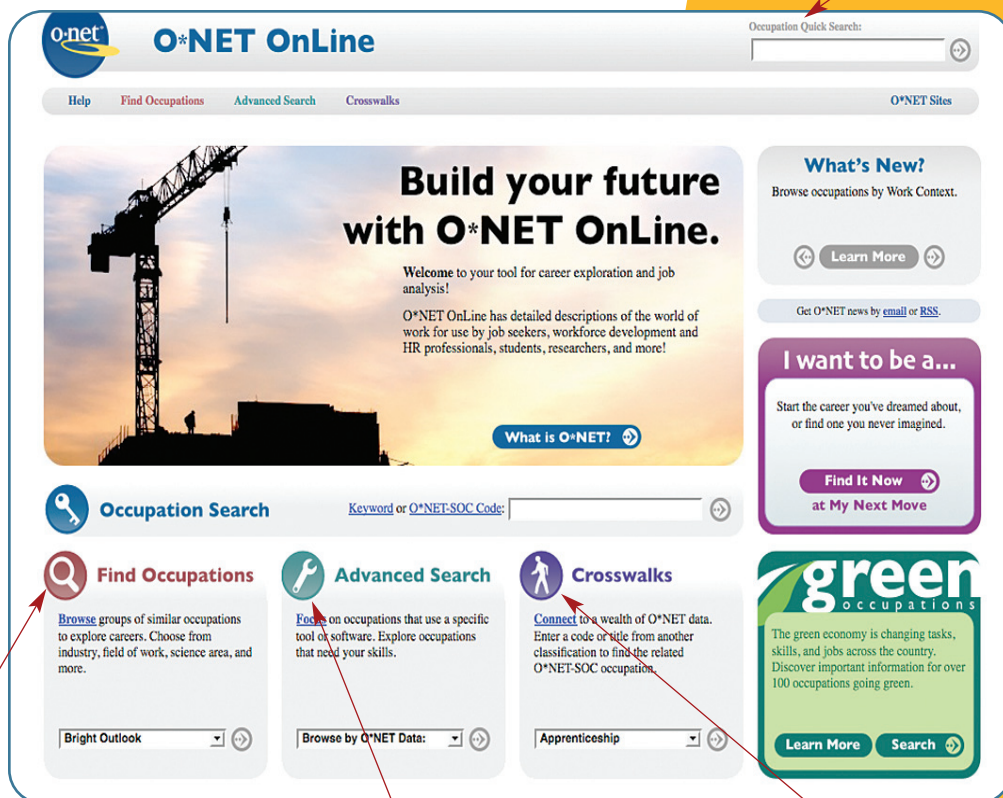 o·net
O*NET OnLine
Occupation Quick Search:
Help Find Occupations Advanced Search Crosswalks O*NET Sites
Build your future
with O*NET OnLine.
Welcome to your tool for career exploration and job
analysis!
O*NET OnLine has detailed descriptions of the world of
work for use by job seekers, workforce development and
HR professionals, students, researchers, and more!
What is O*NET?
What's New?
Browse occupations by Work Context.
Learn More
Get O*NET news by email or RSS.
I want to be a...
Start the career you've dreamed about,
or find one you never imagined.
Find It Now
at My Next Move
Occupation Search
Keyword or O*NET-SOC Code:
Find Occupations
Browse groups of similar occupations
to explore careers. Choose from
industry, field of work, science area, and
more.
Bright Outlook
Advanced Search
Focus on occupations that use a specific
tool or software. Explore occupations
that need your skills.
Browse by O*NET Data:
Crosswalks
Connect to a wealth of O*NET data.
Enter a code or title from another
classification to find the related
O*NET-SOC occupation.
Apprenticeship
green
occupations
The green economy is changing tasks,
skills, and jobs across the country.
Discover important information for over
100 occupations going green.
Learn More
Search